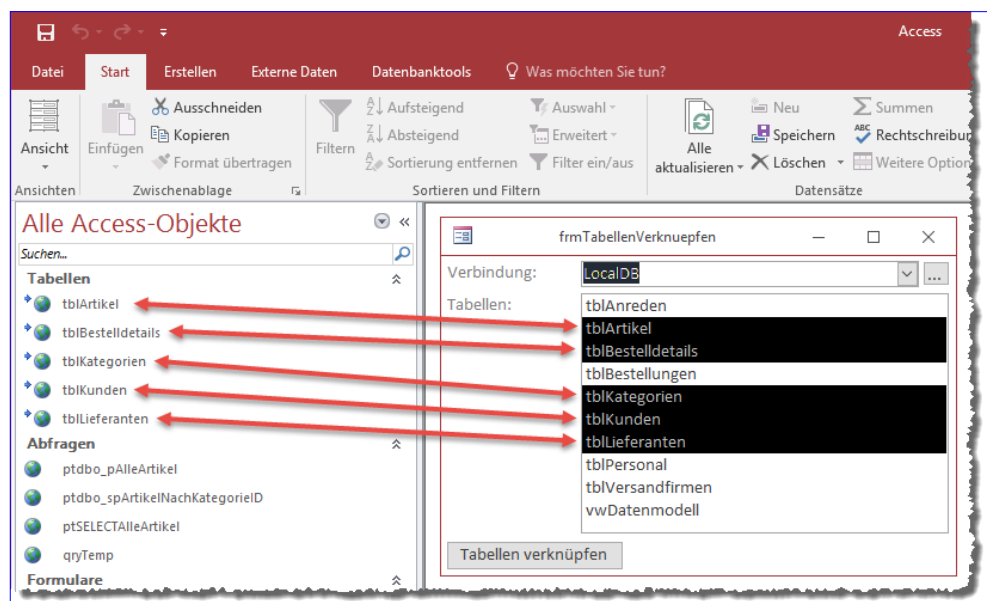 Access
Datei Start Erstellen Externe Daten Datenbanktools Was möchten Sie tun?
Ansicht
Einfügen
Ausschneiden
Kopieren
Format übertragen
Filtern
Aufsteigend
Absteigend
Sortierung entfernen
Auswahl
Erweitert
Filter ein/aus
Alle
aktualisieren
Neu
Speichern
Löschen
Summen
Rechtschreibun
Weitere Option
Ansichten Zwischenablage Sortieren und Filtern Datensätze
Alle Access-Objekte
Suchen...
Tabellen
tblArtikel
tblBestelldetails
tblKategorien
tblKunden
tblLieferanten
Abfragen
ptdbo_pAlleArtikel
ptdbo_spArtikelNachKategorieID
ptSELECTAlleArtikel
qryTemp
Formulare
frmTabellenVerknuepfen
Verbindung: LocalDB ...
Tabellen:
tblAnreden
tblArtikel
tblBestelldetails
tblBestellungen
tblKategorien
tblKunden
tblLieferanten
tblPersonal
tblVersandfirmen
vwDatenmodell
Tabellen verknüpfen